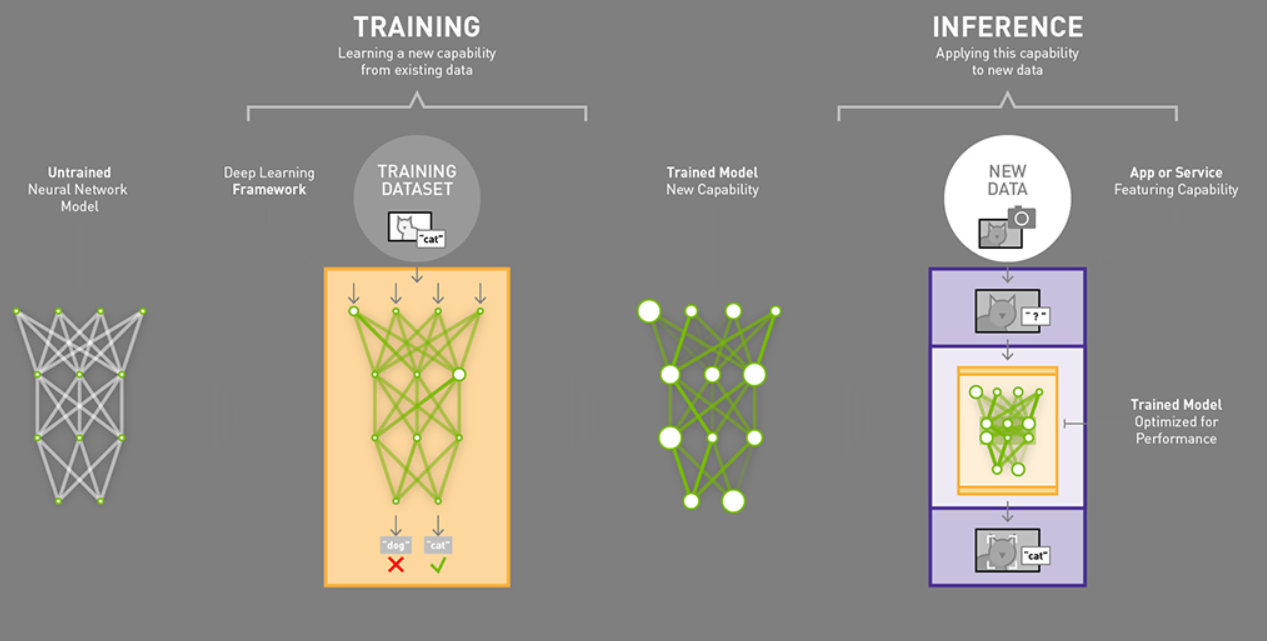 TRAINING
Learning a new capability
from existing data
INFERENCE
Applying this capability
to new data
Untrained
Neural Network
Model
Deep Learning
Framework
TRAINING
DATASET
"cat"
Trained Model
New Capability
NEW
DATA
App or Service
Featuring Capability
"?"
Trained Model
Optimized for
Performance
"dog"
"cat"
"cat"